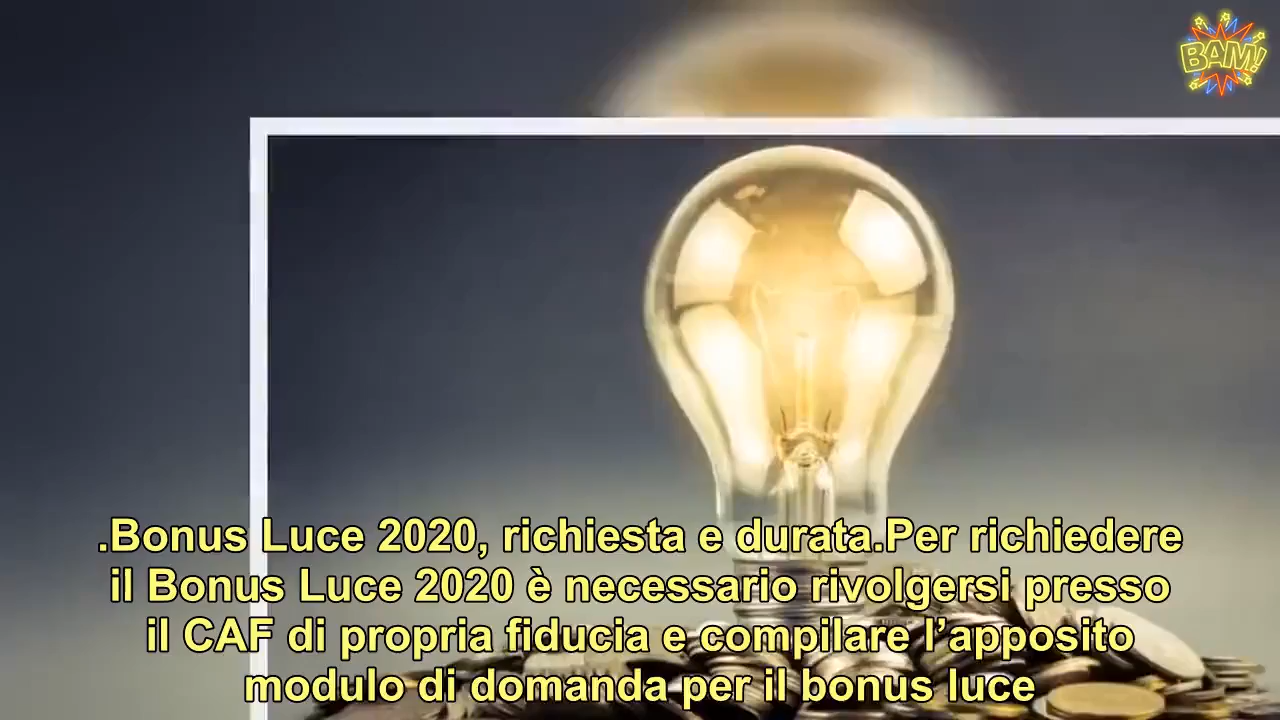 BAM!
.Bonus Luce 2020, richiesta e durata.Per richiedere
il Bonus Luce 2020 è necessario rivolgersi presso
il CAF di propria fiducia e compilare l’apposito
modulo di domanda per il bonus luce